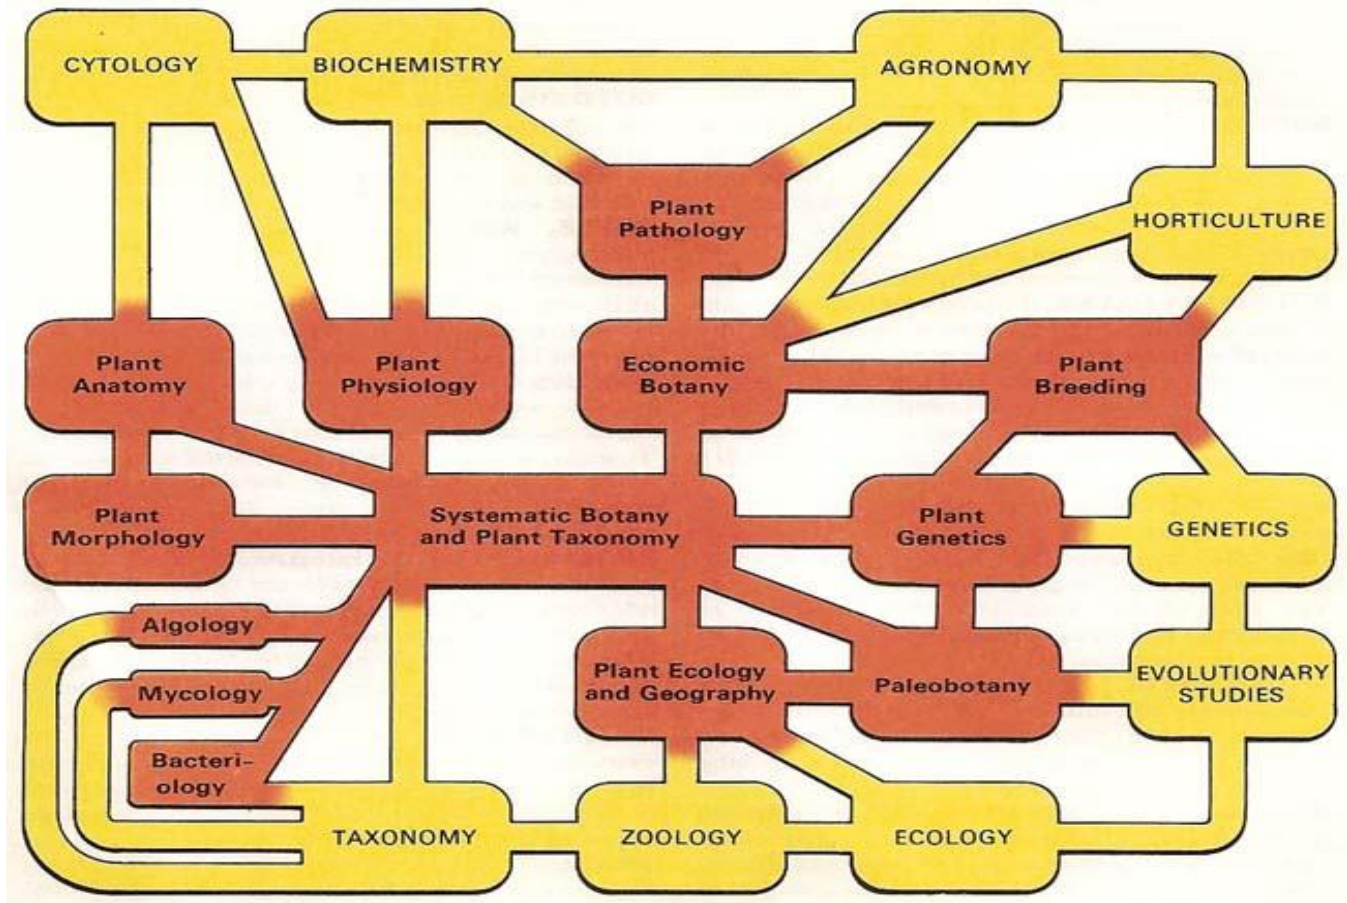 CYTOLOGY
BIOCHEMISTRY
AGRONOMY
Plant
Pathology
HORTICULTURE
Plant
Anatomy
Plant
Physiology
Economic
Botany
Plant
Breeding
Plant
Morphology
Systematic Botany
and Plant Taxonomy
Plant
Genetics
GENETICS
Algology
Mycology
Bacteri-
ology
Plant Ecology
and Geography
Paleobotany
EVOLUTIONARY
STUDIES
TAXONOMY
ZOOLOGY
ECOLOGY